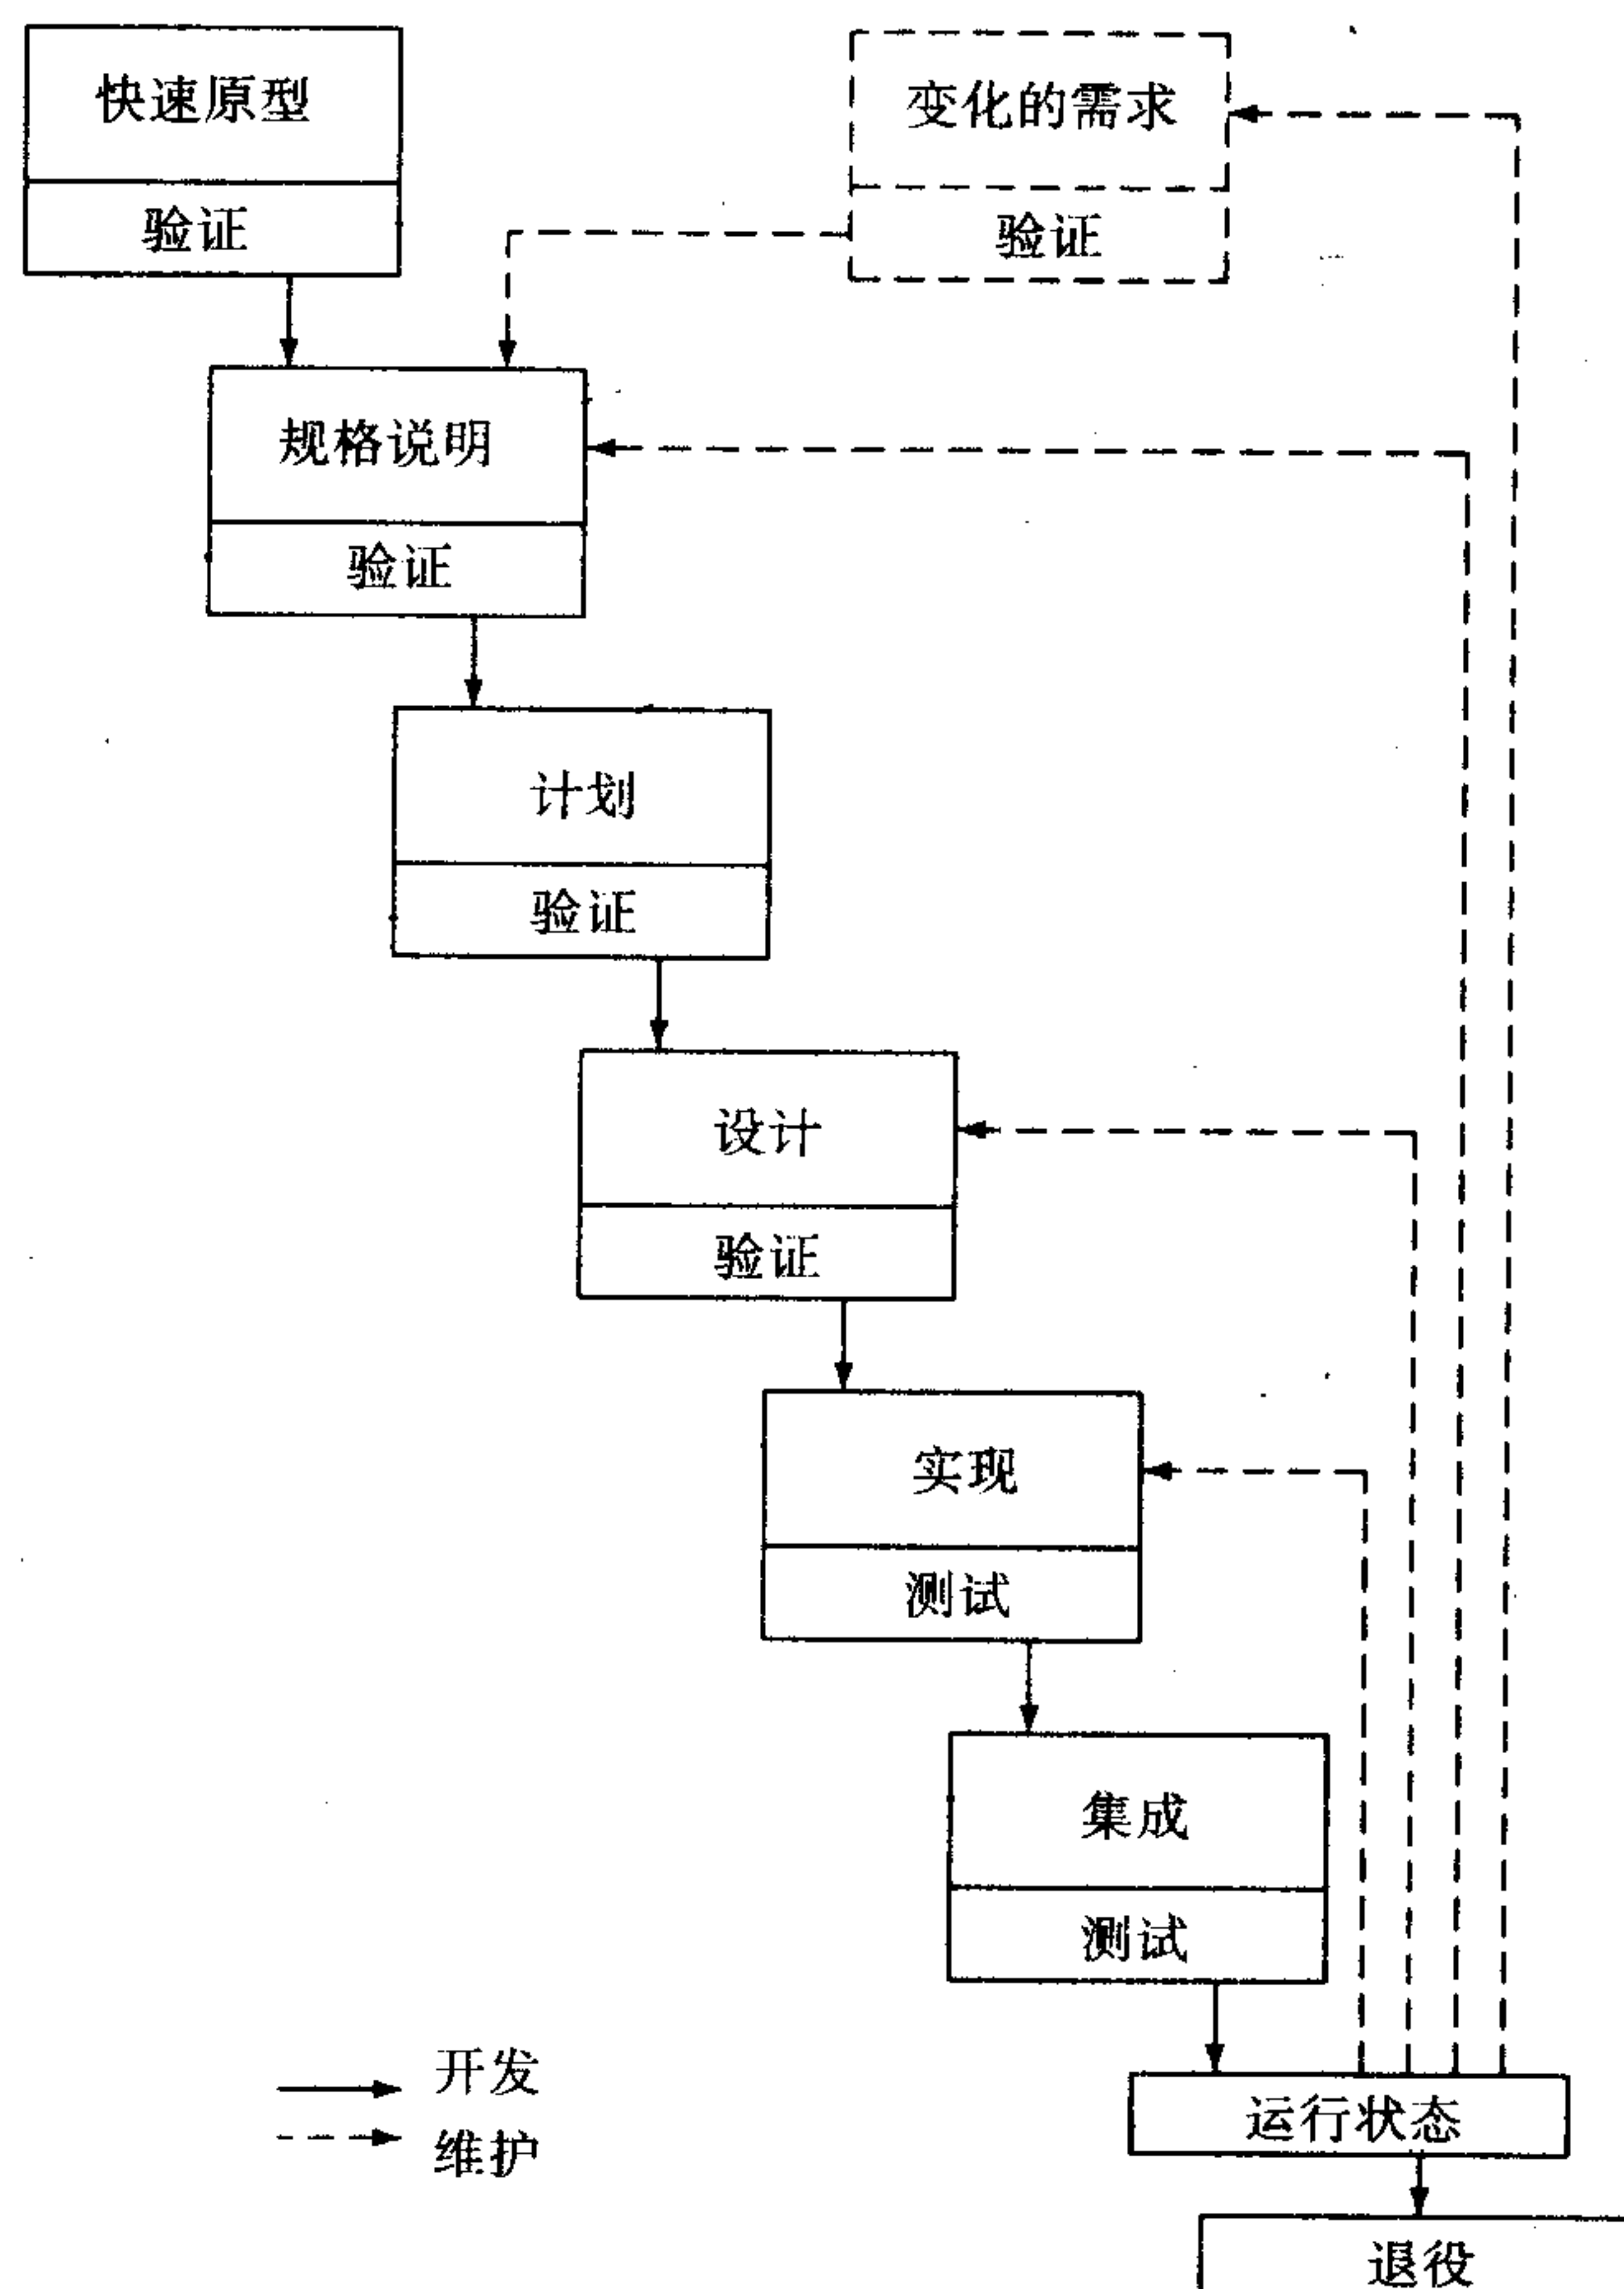 快速原型
验证
变化的需求
验证
规格说明
验证
计划
验证
设计
验证
实现
测试
集成
测试
开发
维护
运行状态
退役